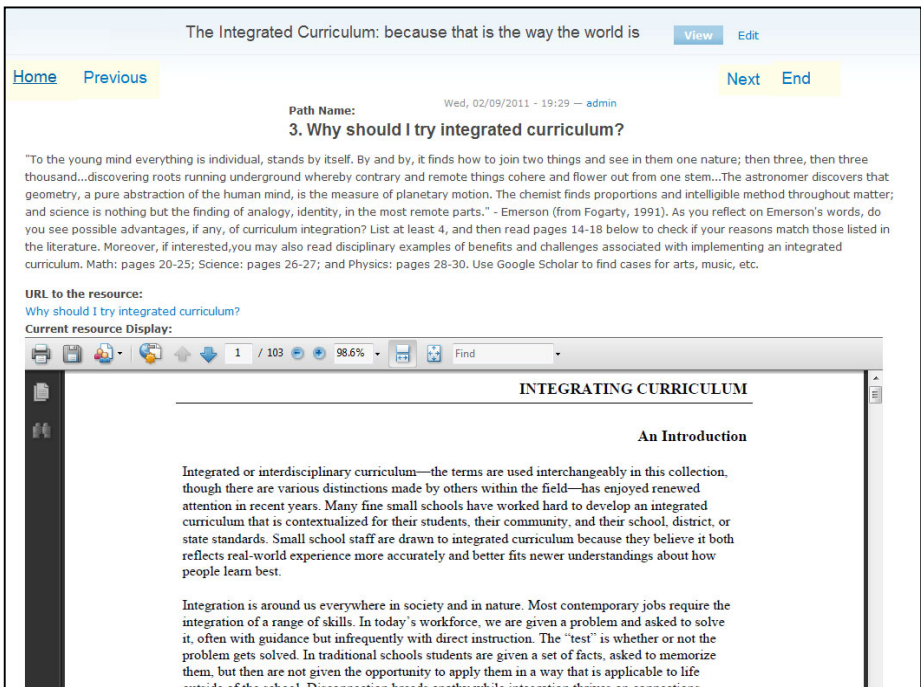 The Integrated Curriculum: because that is the way the world is View Edit
Home Previous Next End
Wed, 02/09/2011 - 19:29 — admin
Path Name:
3. Why should I try integrated curriculum?
"To the young mind everything is individual, stands by itself. By and by, it finds how to join two things and see in them one nature; then three, then three
thousand...discovering roots running underground whereby contrary and remote things cohere and flower out from one stem...The astronomer discovers that
geometry, a pure abstraction of the human mind, is the measure of planetary motion. The chemist finds proportions and intelligible method throughout matter;
and science is nothing but the finding of analogy, identity, in the most remote parts." - Emerson (from Fogarty, 1991). As you reflect on Emerson's words, do
you see possible advantages, if any, of curriculum integration? List at least 4, and then read pages 14-18 below to check if your reasons match those listed in
the literature. Moreover, if interested,you may also read disciplinary examples of benefits and challenges associated with implementing an integrated
curriculum. Math: pages 20-25; Science: pages 26-27; and Physics: pages 28-30. Use Google Scholar to find cases for arts, music, etc.
URL to the resource:
Why should I try integrated curriculum?
Current resource Display:
1 / 103 98.6% Find
INTEGRATING CURRICULUM
An Introduction
Integrated or interdisciplinary curriculum—the terms are used interchangeably in this collection,
though there are various distinctions made by others within the field—has enjoyed renewed
attention in recent years. Many fine small schools have worked hard to develop an integrated
curriculum that is contextualized for their students, their community, and their school, district, or
state standards. Small school staff are drawn to integrated curriculum because they believe it both
reflects real-world experience more accurately and better fits newer understandings about how
people learn best.
Integration is around us everywhere in society and in nature. Most contemporary jobs require the
integration of a range of skills. In today's workforce, we are given a problem and asked to solve
it, often with guidance but infrequently with direct instruction. The "test" is whether or not the
problem gets solved. In traditional schools students are given a set of facts, asked to memorize
them, but then are not given the opportunity to apply them in a way that is applicable to life
outside of the school. Disconnection breeds apathy while integration thrives on connections